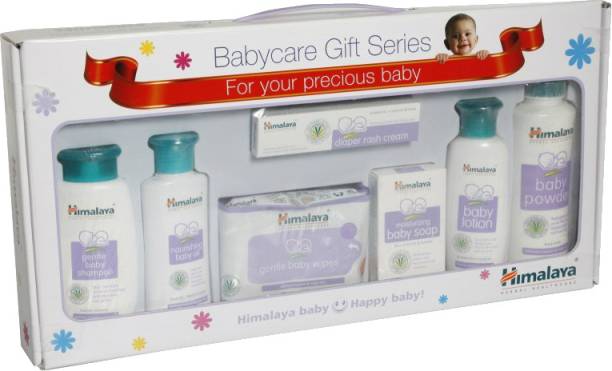 Babycare Gift Series
For your precious baby
Himalaya
diaper rash cream
Himalaya
gentle
baby
shampoo
Himalaya
nourishing
baby oil
Himalaya
gentle baby wipes
Himalaya
moisturizing
baby soap
Himalaya
baby
lotion
Himalaya
baby
powder
Himalaya baby Happy baby!
Himalaya
HERBAL HEALTHCARE